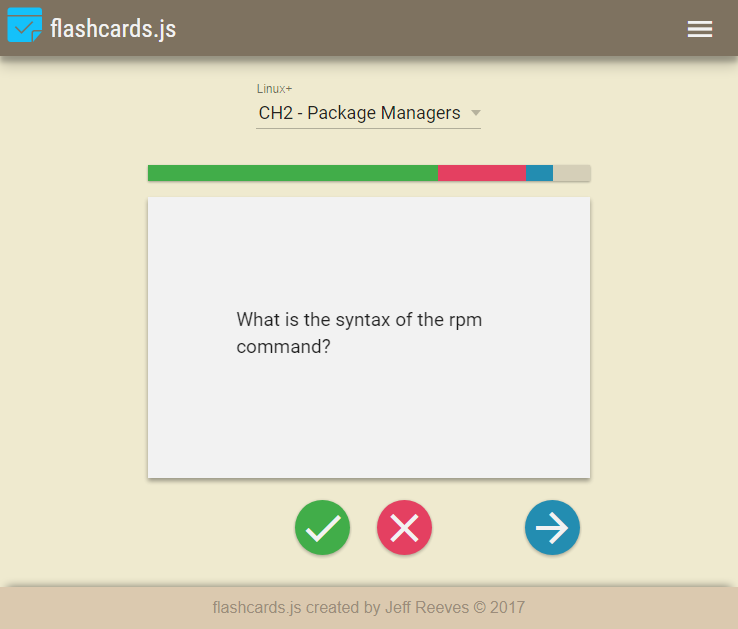 flashcards.js
Linux+
CH2 - Package Managers
What is the syntax of the rpm
command?
flashcards.js created by Jeff Reeves © 2017